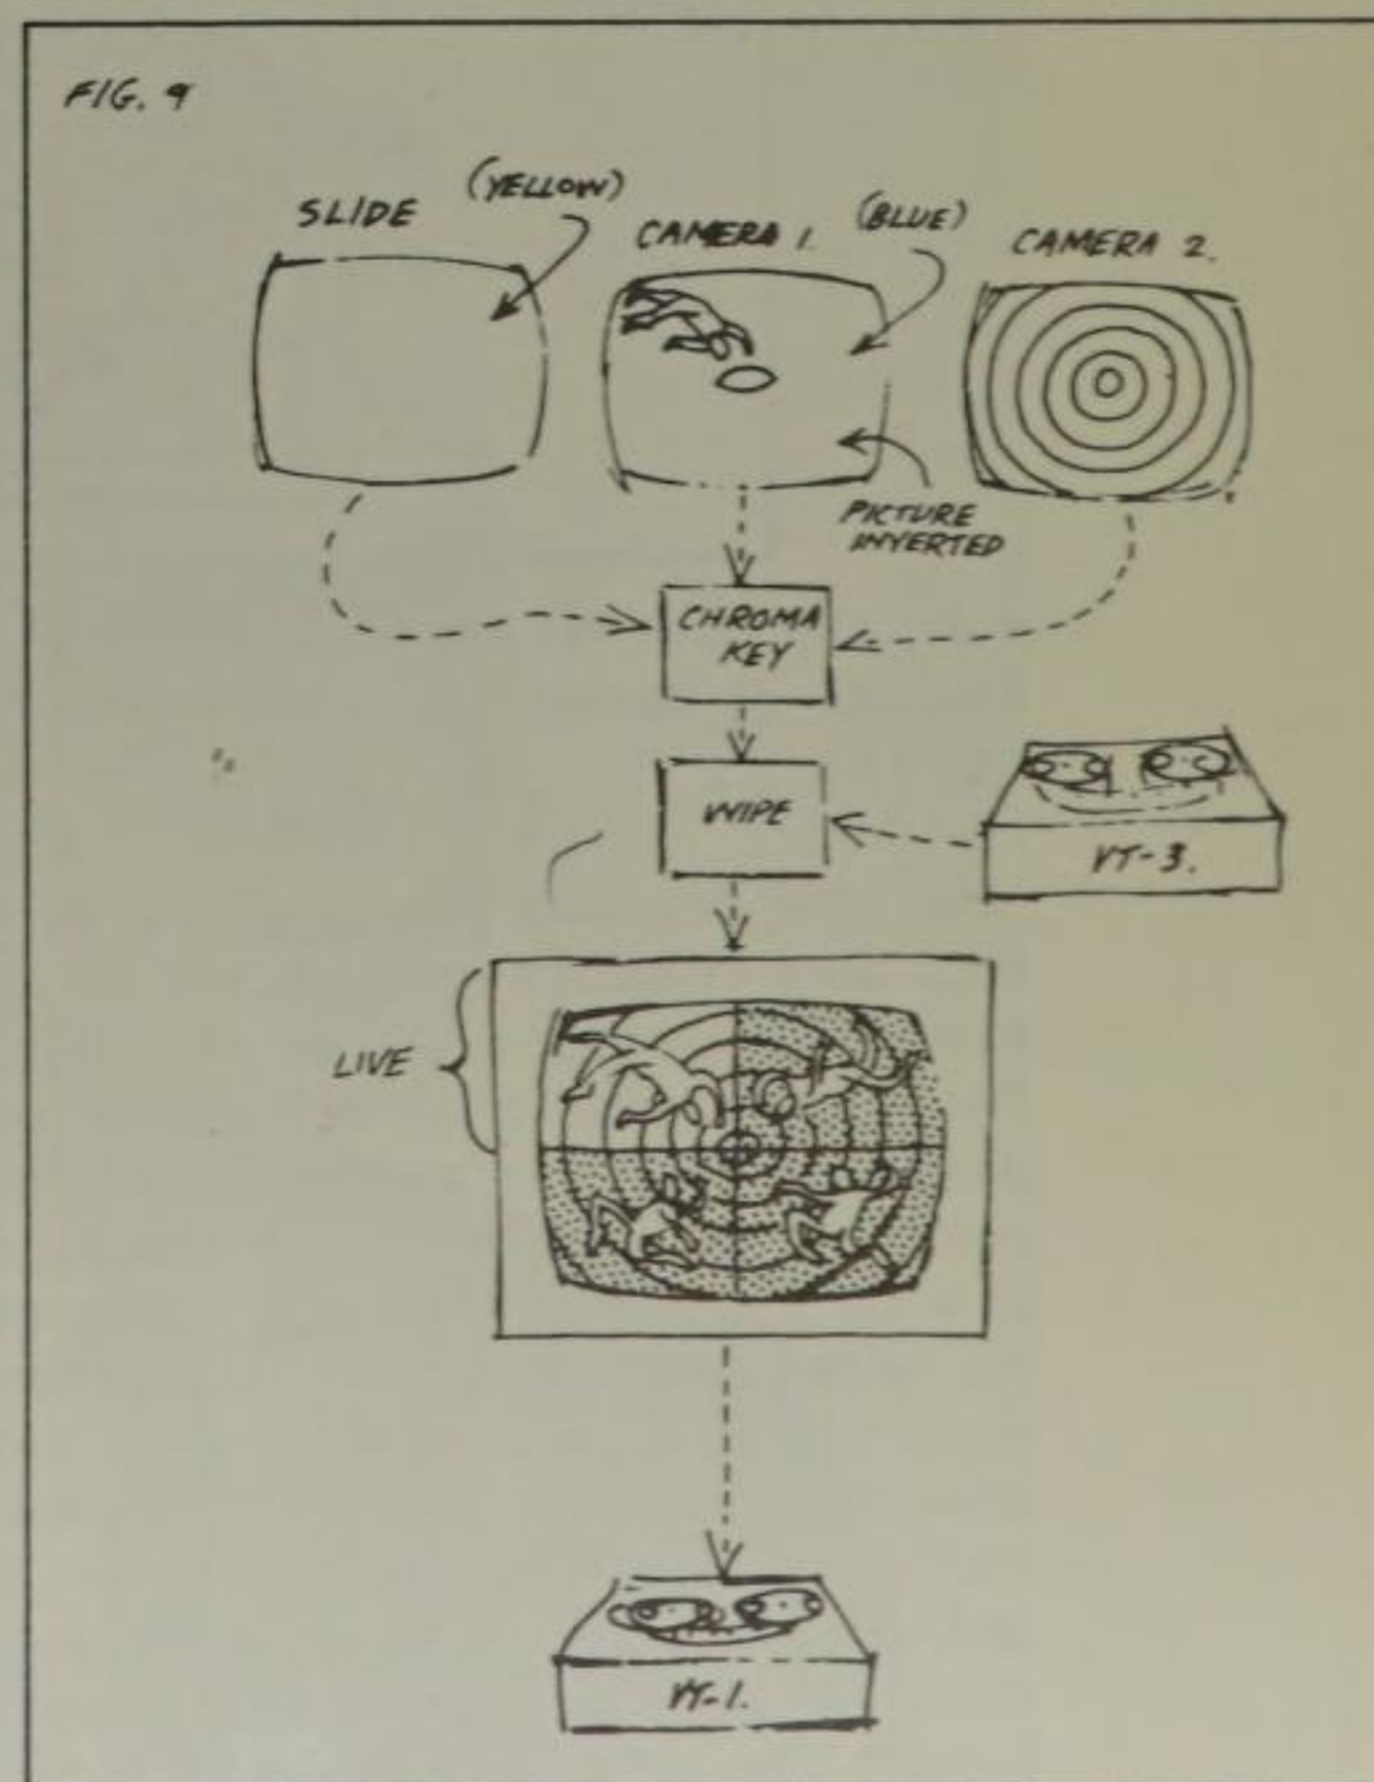 FIG. 9
SLIDE
(YELLOW)
CAMERA 1.
(BLUE)
CAMERA 2.
PICTURE
INVERTED
CHROMA
KEY
WIPE
VT-3.
LIVE
VT-1.